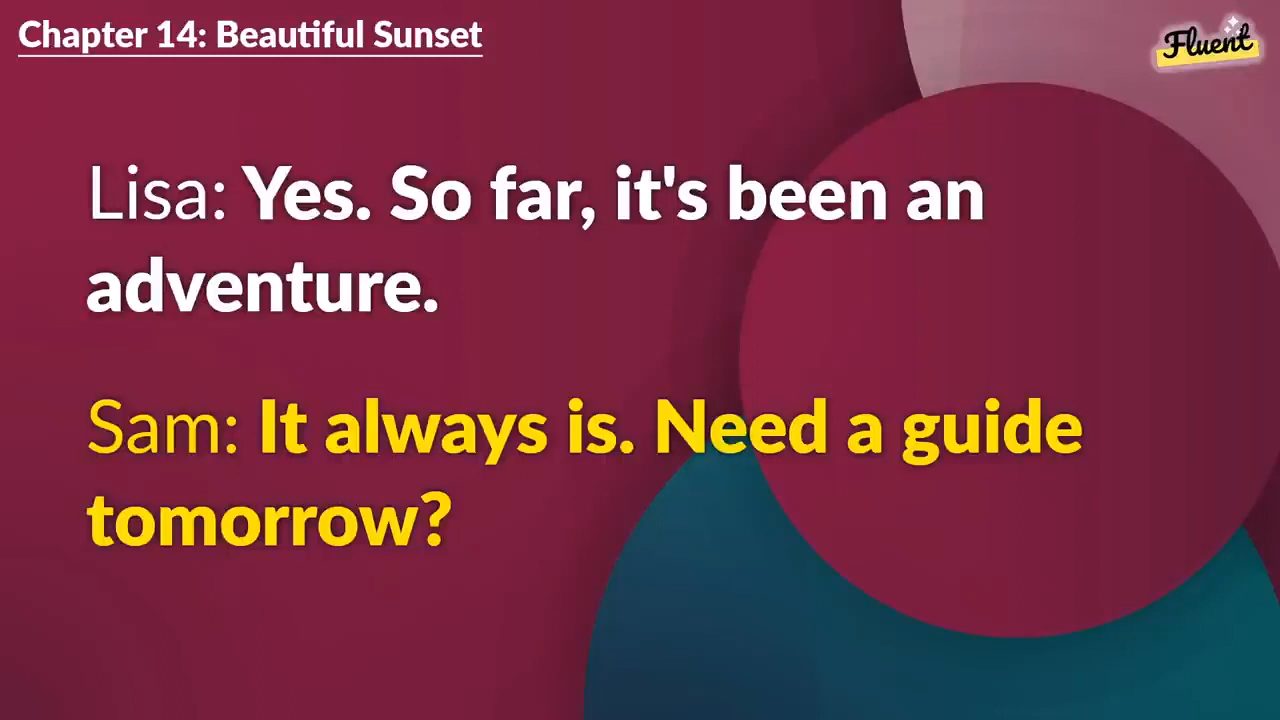 Chapter 14: Beautiful Sunset
Fluent
Lisa: Yes. So far, it's been an
adventure.
Sam: It always is. Need a guide
tomorrow?